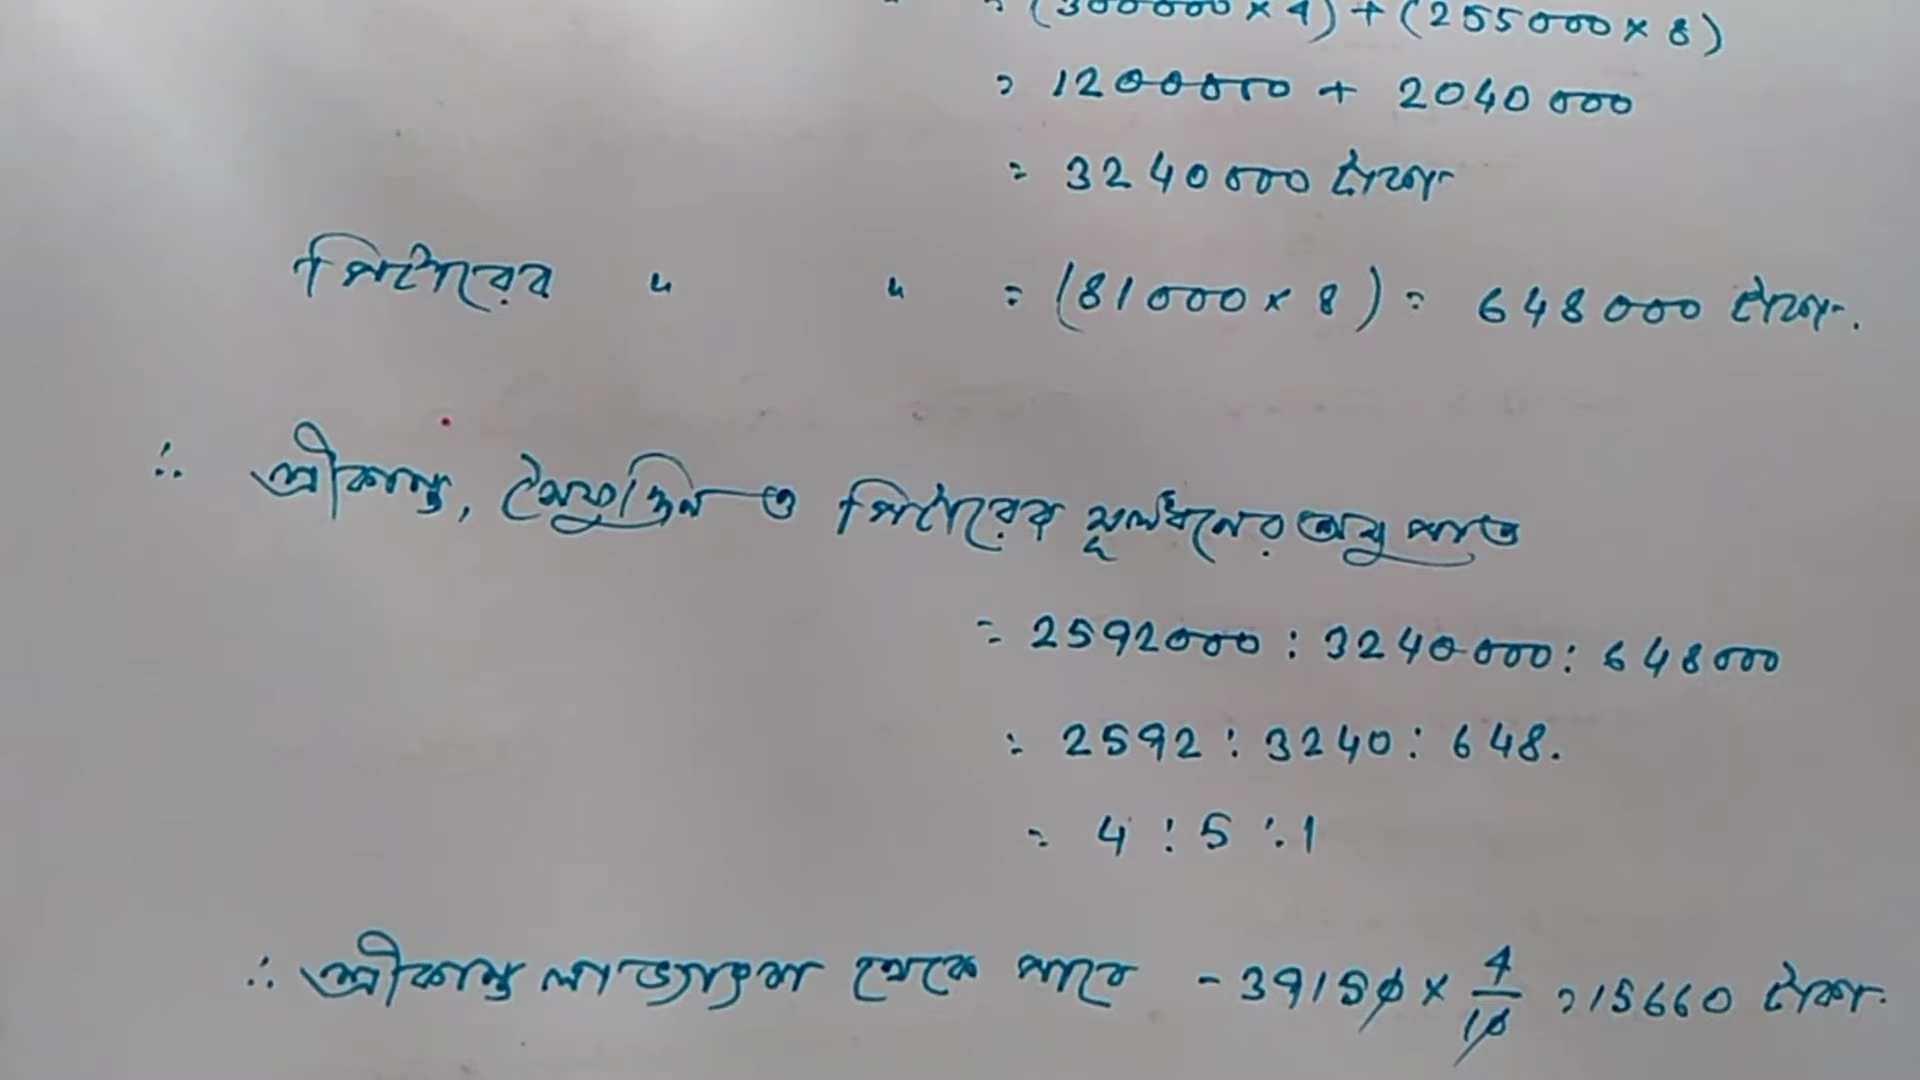 = (300000 × 4) + (255000 × 8)
= 1200000 + 2040000
= 3240000 টাকা
পিটারের " " = (81000 × 8) = 648000 টাকা.
∴ শ্রীকান্ত, সৈফুদ্দিন ও পিটারের মূলধনের অনুপাত
= 2592000 : 3240000 : 648000
= 2592 : 3240 : 648.
= 4 : 5 : 1
∴ শ্রীকান্ত লাভ্যাংশ থেকে পাবে - 39150 × 4/10 = 15660 টাকা.